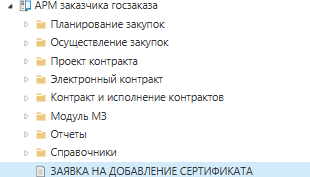 АРМ заказчика госзаказа
Планирование закупок
Осуществление закупок
Проект контракта
Электронный контракт
Контракт и исполнение контрактов
Модуль МЗ
Отчеты
Справочники
ЗАЯВКА НА ДОБАВЛЕНИЕ СЕРТИФИКАТА